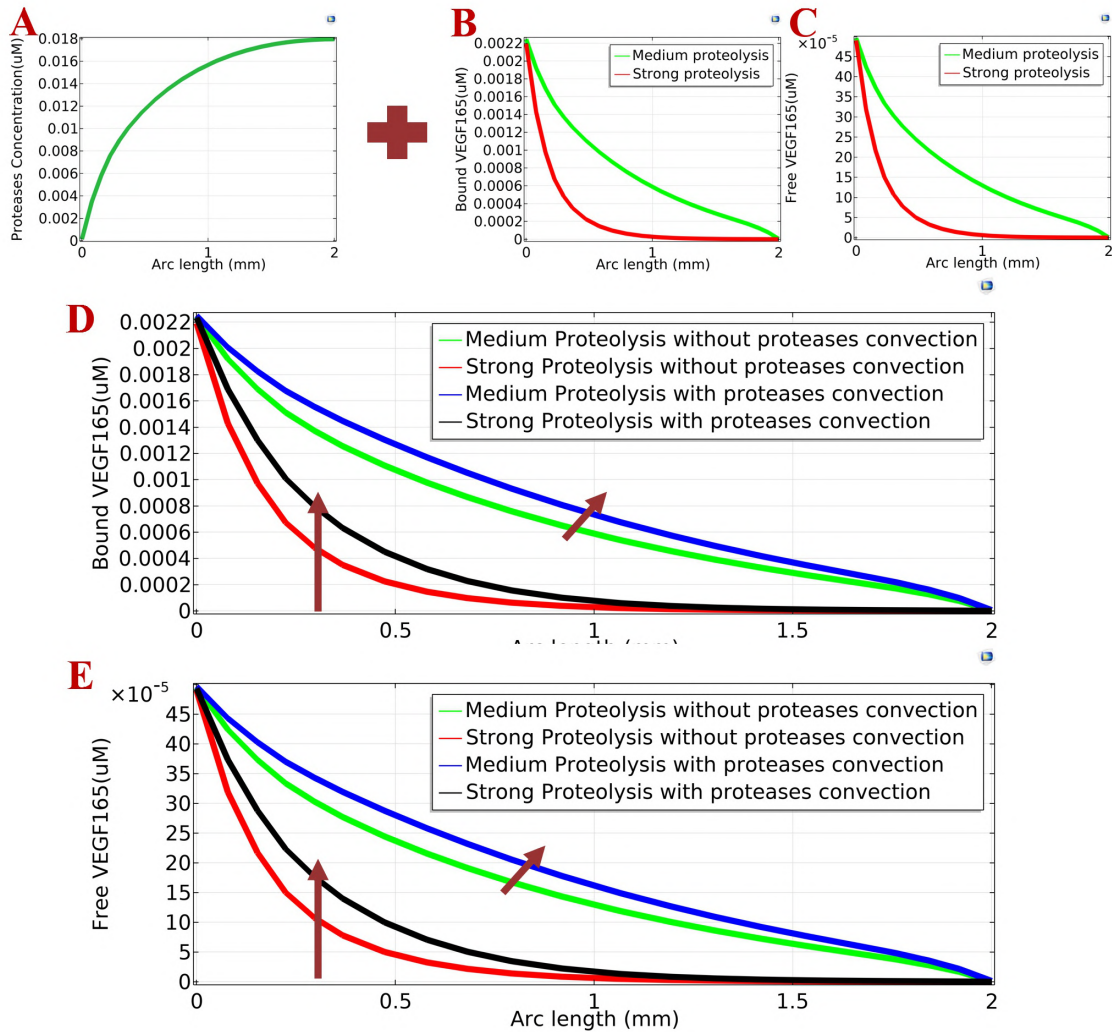 A
Proteases Concentration(uM)
0.018
0.016
0.014
0.012
0.01
0.008
0.006
0.004
0.002
0
0
1
2
Arc length (mm)
B
Bound VEGF165(uM)
0.0022
0.002
0.0018
0.0016
0.0014
0.0012
0.001
0.0008
0.0006
0.0004
0.0002
0
Medium proteolysis
Strong proteolysis
0
1
2
Arc length (mm)
C
×10⁻⁵
Free VEGF165(uM)
45
40
35
30
25
20
15
10
5
0
Medium proteolysis
Strong proteolysis
0
1
2
Arc length (mm)
D
Bound VEGF165(uM)
0.0022
0.002
0.0018
0.0016
0.0014
0.0012
0.001
0.0008
0.0006
0.0004
0.0002
0
Medium Proteolysis without proteases convection
Strong Proteolysis without proteases convection
Medium Proteolysis with proteases convection
Strong Proteolysis with proteases convection
0
0.5
1
1.5
2
Arc length (mm)
E
×10⁻⁵
Free VEGF165(uM)
45
40
35
30
25
20
15
10
5
0
Medium Proteolysis without proteases convection
Strong Proteolysis without proteases convection
Medium Proteolysis with proteases convection
Strong Proteolysis with proteases convection
0
0.5
1
1.5
2
Arc length (mm)